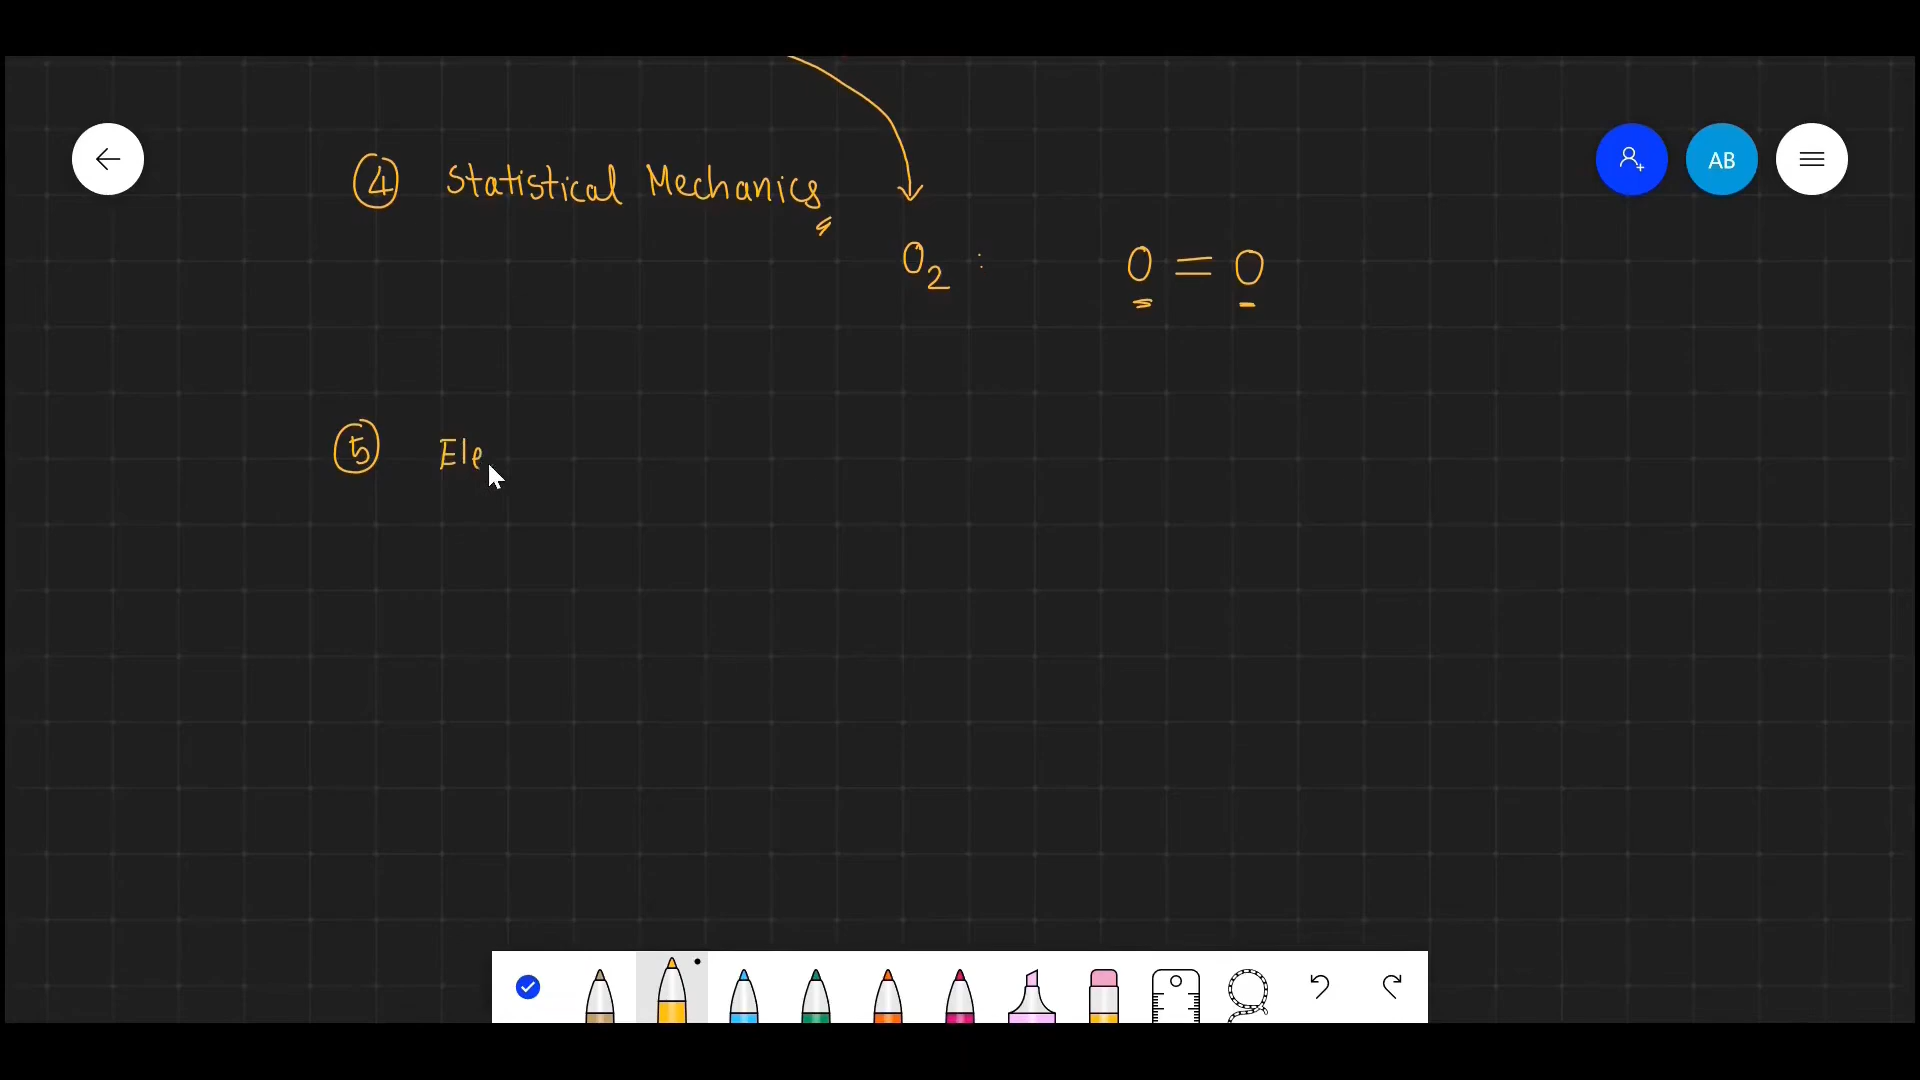 ④ Statistical Mechanics
AB
O₂ : O = O
⑤ Ele